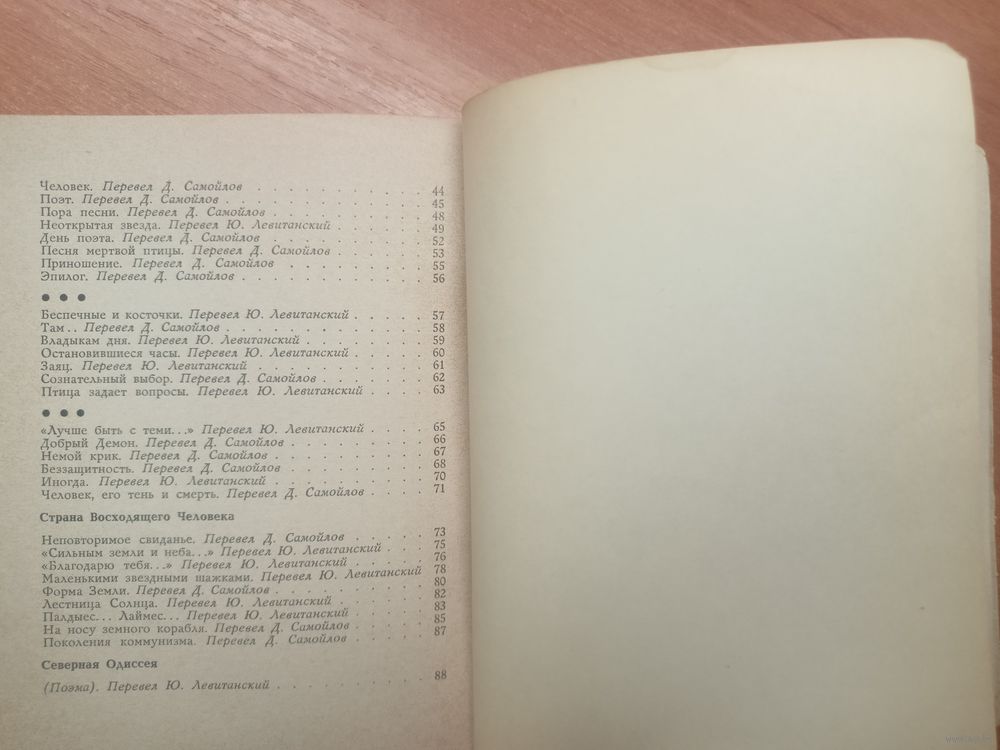 Человек. Перевел Д. Самойлов . . . . . . . . . . . 44
Поэт. Перевел Д. Самойлов . . . . . . . . . . . . 45
Пора песни. Перевел Д. Самойлов . . . . . . . . . 48
Неоткрытая звезда. Перевел Ю. Левитанский . . . . . 49
День поэта. Перевел Д. Самойлов . . . . . . . . . 52
Песня мертвой птицы. Перевел Д. Самойлов . . . . . 53
Приношение. Перевел Д. Самойлов . . . . . . . . . 55
Эпилог. Перевел Д. Самойлов . . . . . . . . . . . 56
● ● ●
Беспечные и косточки. Перевел Ю. Левитанский . . . . 57
Там . . Перевел Д. Самойлов . . . . . . . . . . . 58
Владыкам дня. Перевел Ю. Левитанский . . . . . . . 59
Остановившиеся часы. Перевел Ю. Левитанский . . . . 60
Заяц. Перевел Ю. Левитанский . . . . . . . . . . 61
Сознательный выбор. Перевел Д. Самойлов . . . . . . 62
Птица задает вопросы. Перевел Ю. Левитанский . . . . 63
● ● ●
«Лучше быть с теми. . .» Перевел Ю. Левитанский . . . . 65
Добрый Демон. Перевел Д. Самойлов . . . . . . . . 66
Немой крик. Перевел Д. Самойлов . . . . . . . . . 67
Беззащитность. Перевел Д. Самойлов . . . . . . . . 68
Иногда. Перевел Ю. Левитанский . . . . . . . . . 70
Человек, его тень и смерть. Перевел Д. Самойлов . . . . 71
Страна Восходящего Человека
Неповторимое свиданье. Перевел Д. Самойлов . . . . . 73
«Сильным земли и неба. . .» Перевел Ю. Левитанский . . . 75
«Благодарю тебя. . .» Перевел Ю. Левитанский . . . . . 76
Маленькими звездными шажками. Перевел Ю. Левитанский 78
Форма Земли. Перевел Д. Самойлов . . . . . . . . . 80
Лестница Солнца. Перевел Ю. Левитанский . . . . . . 82
Палдыес. . . Лаймес. . . Перевел Ю. Левитанский . . . . . 83
На носу земного корабля. Перевел Д. Самойлов . . . . . 85
Поколения коммунизма. Перевел Д. Самойлов . . . . . 87
Северная Одиссея
(Поэма). Перевел Ю. Левитанский . . . . . . . . . . 88